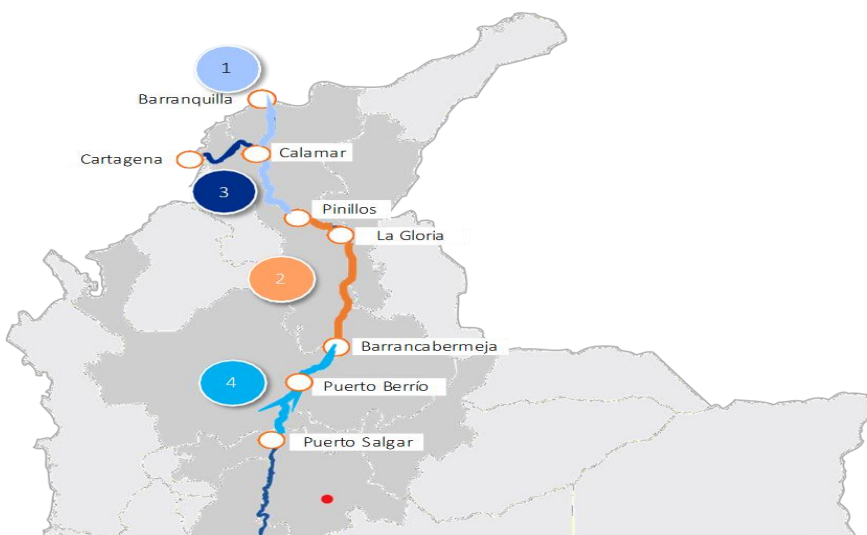 1
Barranquilla
Calamar
Cartagena
3
Pinillos
La Gloria
2
Barrancabermeja
4
Puerto Berrío
Puerto Salgar